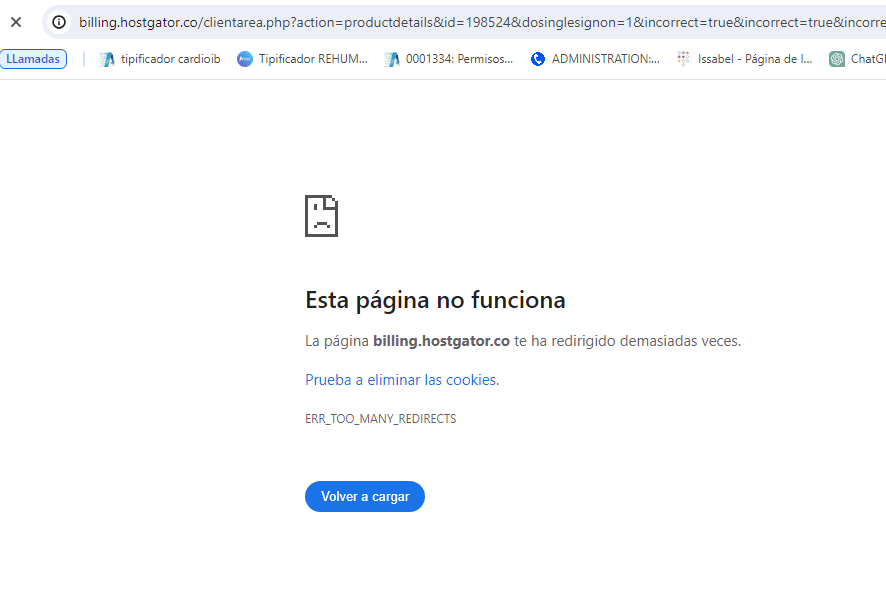 billing.hostgator.co/clientarea.php?action=productdetails&id=198524&dosinglesignon=1&incorrect=true&incorrect=true&incorre
LLamadas tipificador cardioib Tipificador REHUM... 0001334: Permisos... ADMINISTRATION:... Issabel - Página de l... ChatG
Esta página no funciona
La página billing.hostgator.co te ha redirigido demasiadas veces.
Prueba a eliminar las cookies.
ERR_TOO_MANY_REDIRECTS
Volver a cargar